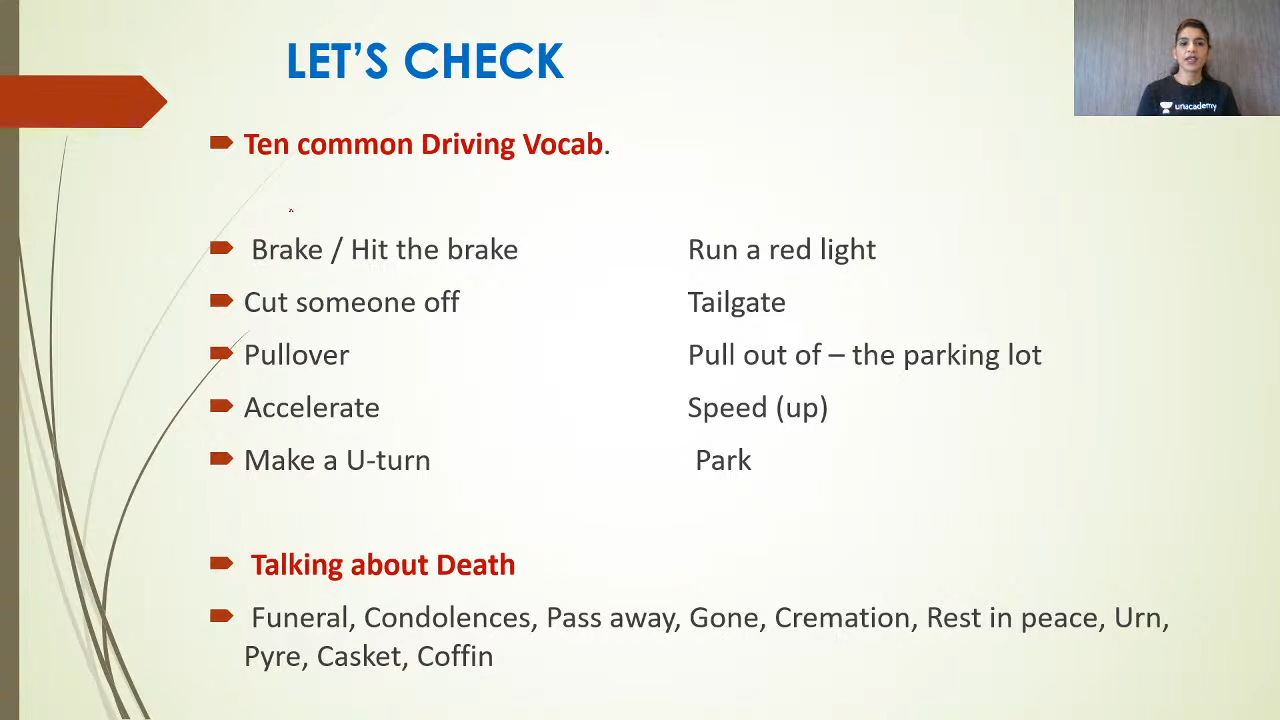 LET'S CHECK
unacademy
Ten common Driving Vocab.
Brake / Hit the brake Run a red light
Cut someone off Tailgate
Pullover Pull out of – the parking lot
Accelerate Speed (up)
Make a U-turn Park
Talking about Death
Funeral, Condolences, Pass away, Gone, Cremation, Rest in peace, Urn,
Pyre, Casket, Coffin